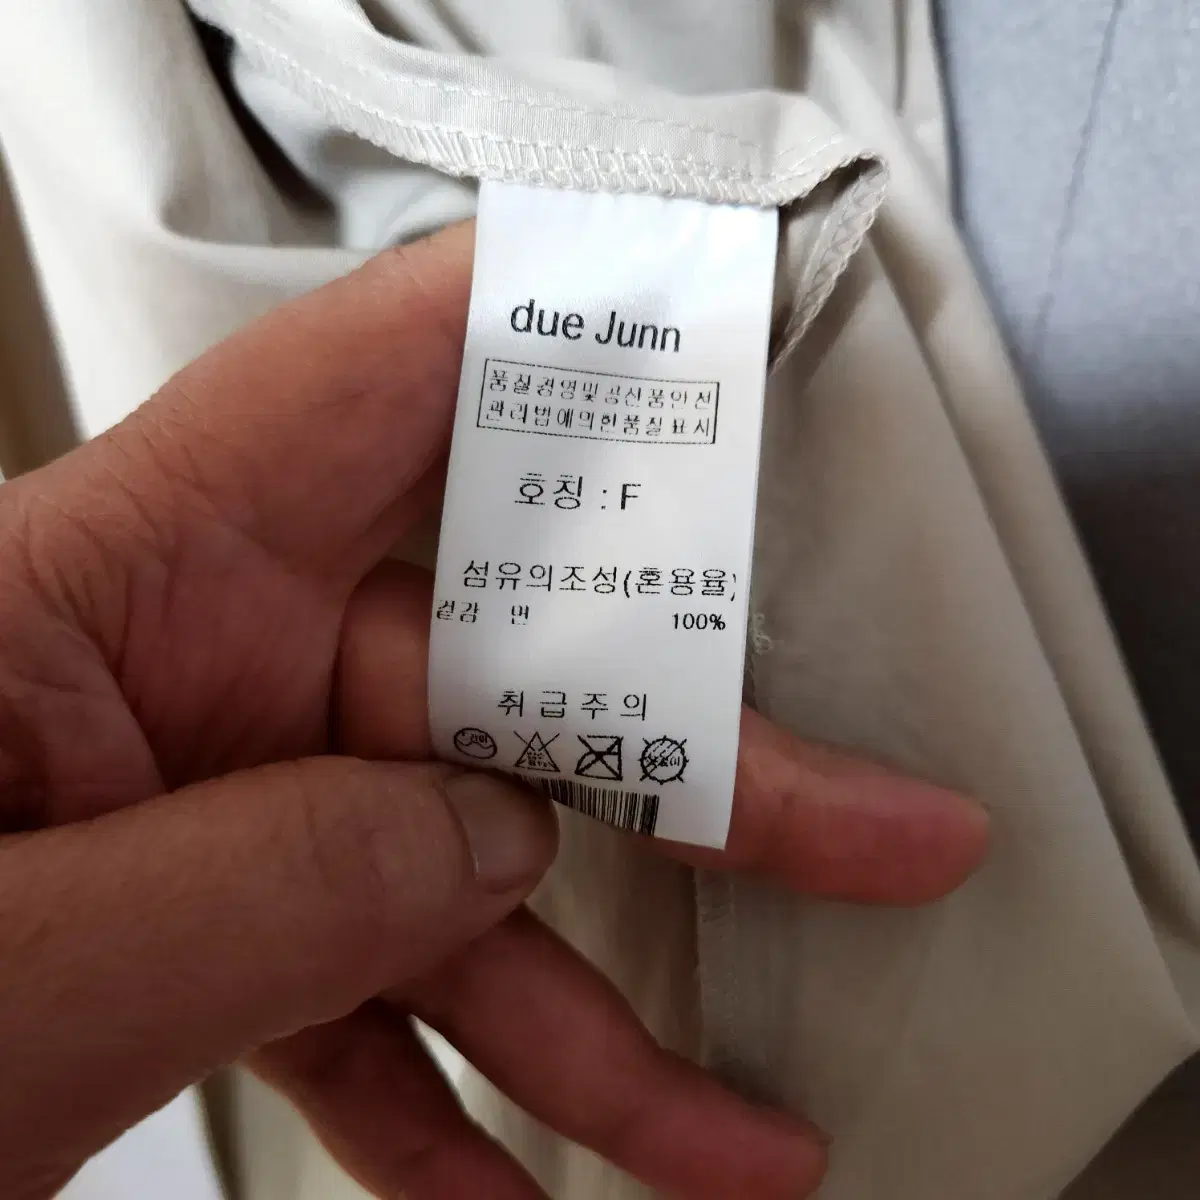 due Junn
품질경영및공산품안전
관리법에의한품질표시
호칭 : F
섬유의조성(혼용율)
겉감 면 100%
취급주의